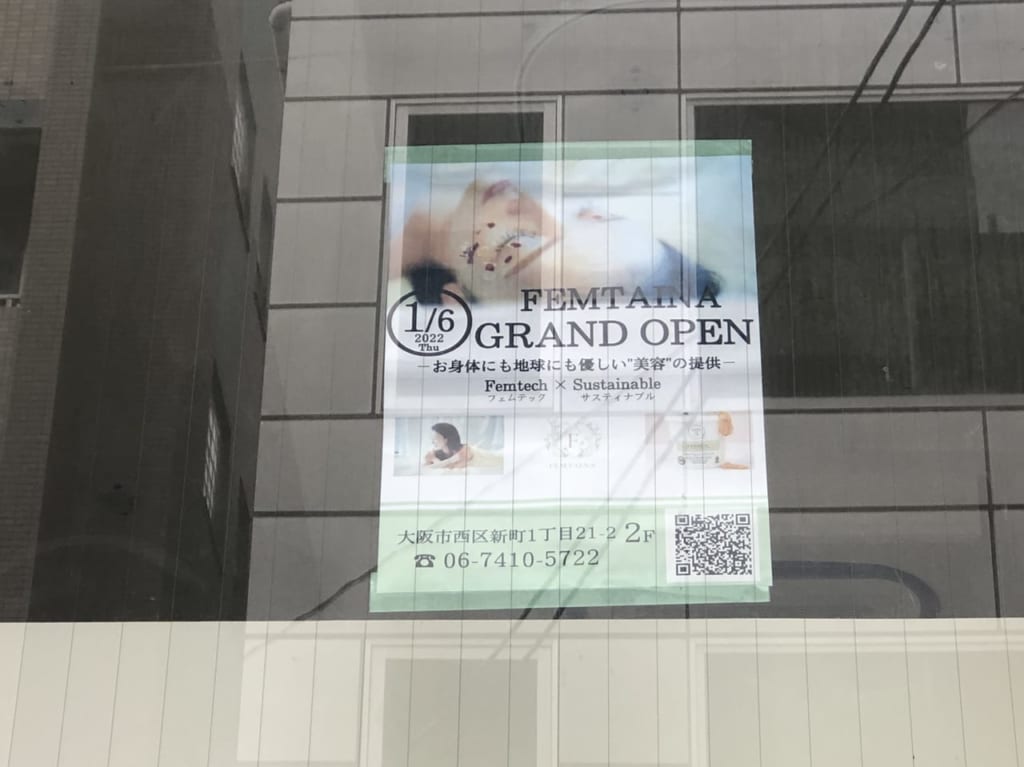 FEMTAINA
1/6
2022
Thu
GRAND OPEN
－お身体にも地球にも優しい"美容"の提供－
Femtech × Sustainable
フェムテック サスティナブル
F
FEMTAINA
大阪市西区新町1丁目21-2 2F
☎ 06-7410-5722